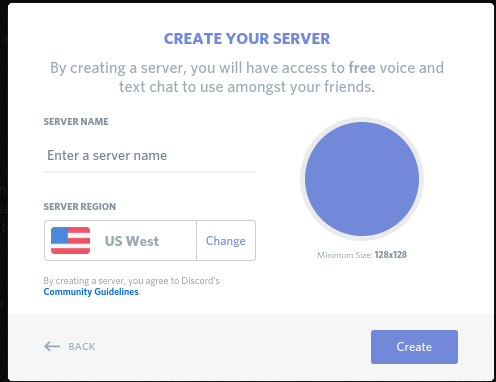 CREATE YOUR SERVER
By creating a server, you will have access to free voice and
text chat to use amongst your friends.
SERVER NAME
Enter a server name
SERVER REGION
US West
Change
Minimum Size: 128x128
By creating a server, you agree to Discord's
Community Guidelines.
BACK
Create